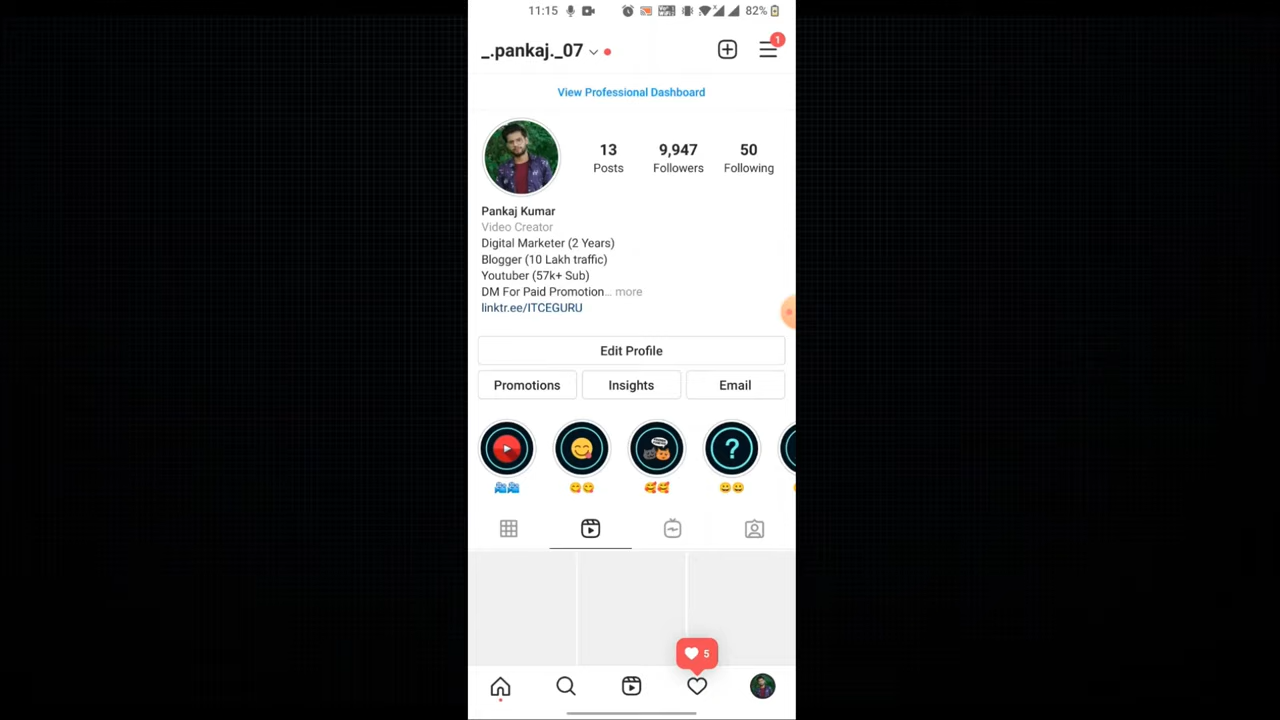 11:15 82%
_.pankaj._07
1
View Professional Dashboard
13 9,947 50
Posts Followers Following
Pankaj Kumar
Video Creator
Digital Marketer (2 Years)
Blogger (10 Lakh traffic)
Youtuber (57k+ Sub)
DM For Paid Promotion... more
linktr.ee/ITCEGURU
Edit Profile
Promotions Insights Email
?
5